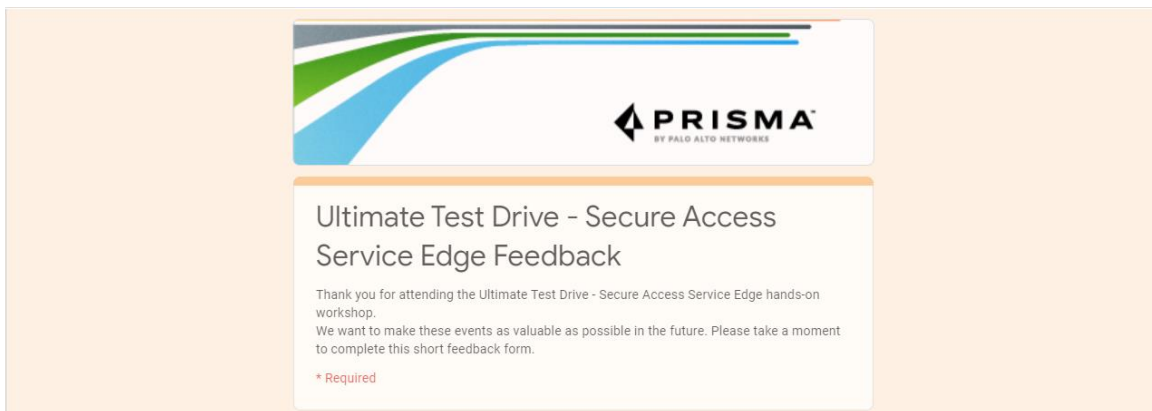 PRISMA™
BY PALO ALTO NETWORKS
Ultimate Test Drive - Secure Access
Service Edge Feedback
Thank you for attending the Ultimate Test Drive - Secure Access Service Edge hands-on
workshop.
We want to make these events as valuable as possible in the future. Please take a moment
to complete this short feedback form.
* Required